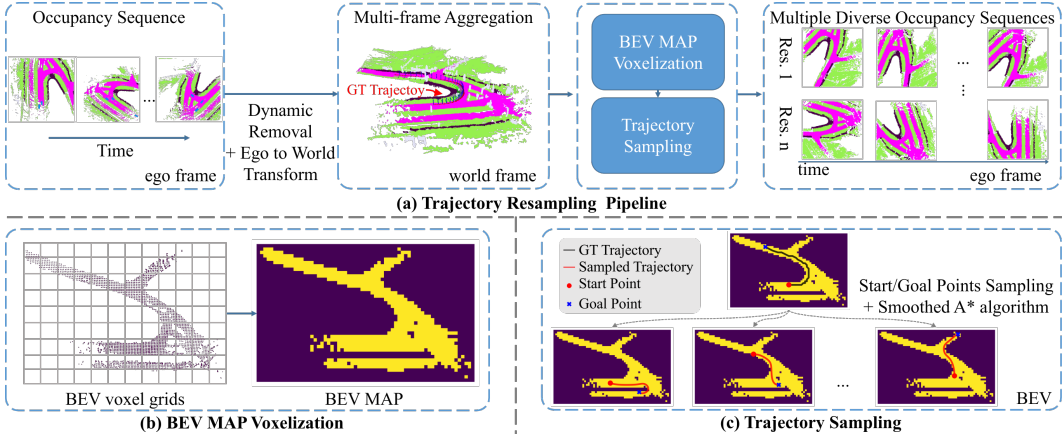 Occupancy Sequence
Time
ego frame
Dynamic
Removal
+ Ego to World
Transform
Multi-frame Aggregation
GT Trajectoy
world frame
BEV MAP
Voxelization
Trajectory
Sampling
Multiple Diverse Occupancy Sequences
Res. 1
...
...
Res. n
...
time
ego frame
(a) Trajectory Resampling Pipeline
BEV voxel grids
BEV MAP
(b) BEV MAP Voxelization
GT Trajectory
Sampled Trajectory
Start Point
Goal Point
Start/Goal Points Sampling
+ Smoothed A* algorithm
...
BEV
(c) Trajectory Sampling